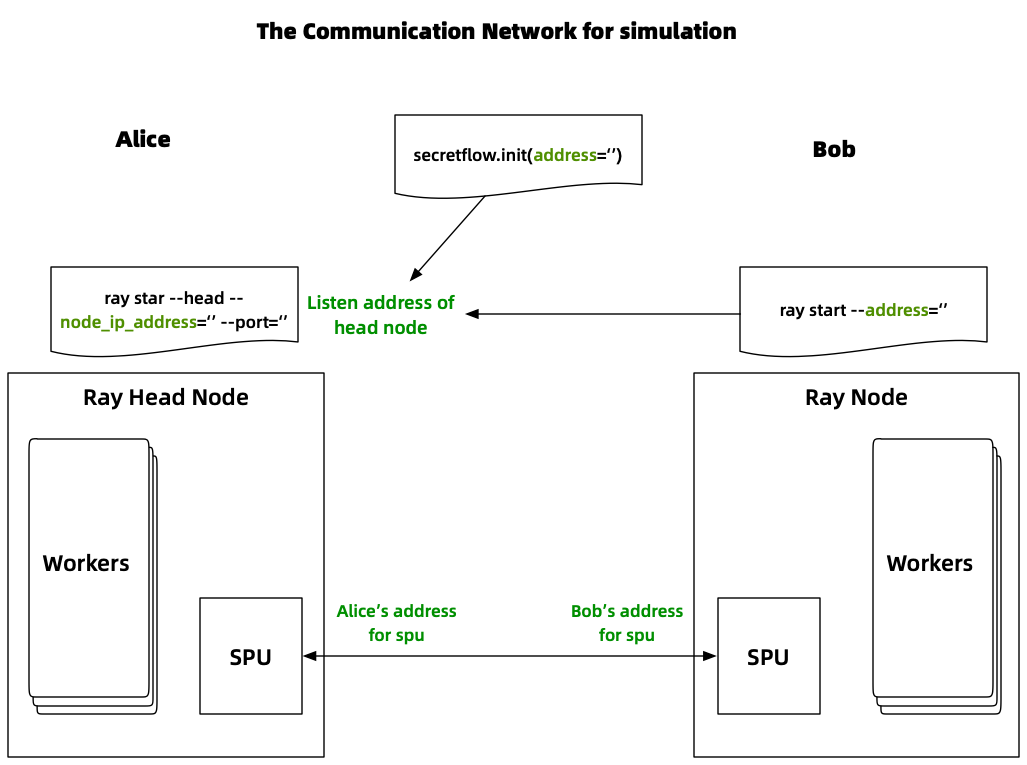 The Communication Network for simulation
Alice
secretflow.init(address=‘’)
Bob
ray star --head --
node_ip_address=‘’ --port=‘’
Listen address of
head node
ray start --address=‘’
Ray Head Node
Ray Node
Workers
Workers
Alice’s address
for spu
Bob’s address
for spu
SPU
SPU